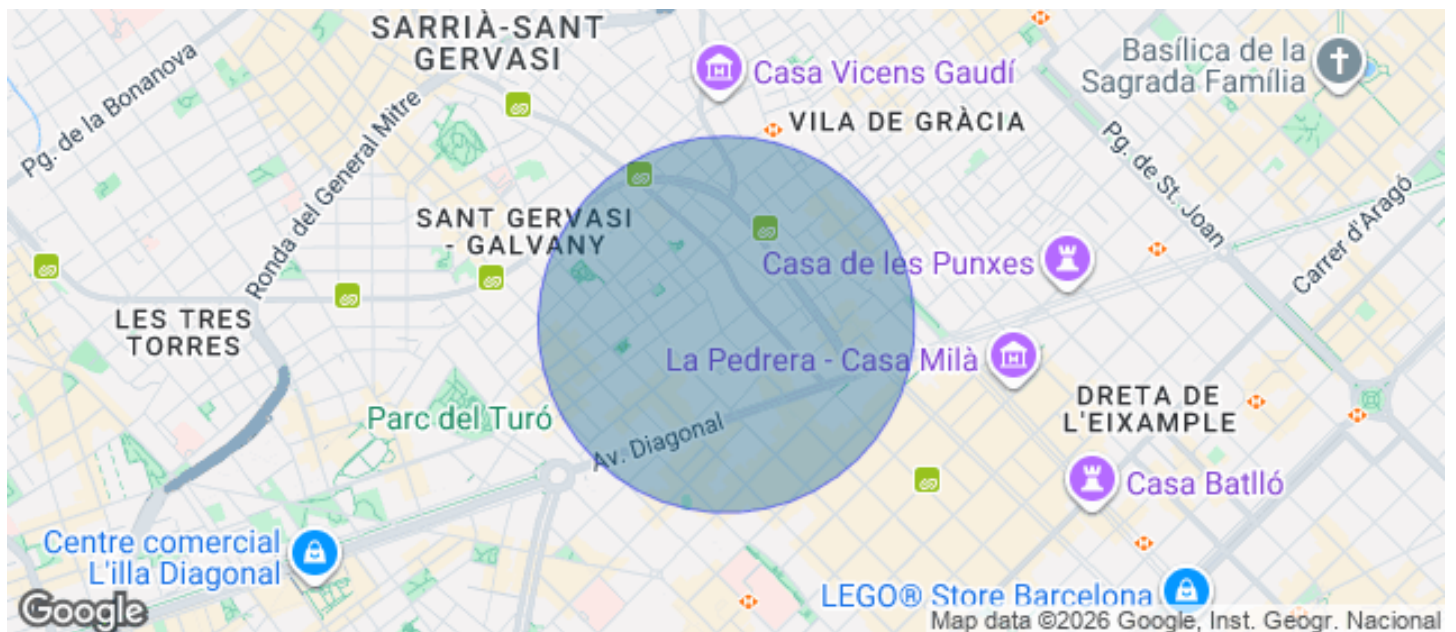 SARRIÀ-SANT
GERVASI
Pg. de la Bonanova
Ronda del General Mitre
Casa Vicens Gaudí
Basílica de la
Sagrada Família
VILA DE GRÀCIA
Pg. de St. Joan
Carrer d'Aragó
SANT GERVASI
- GALVANY
Casa de les Punxes
LES TRES
TORRES
La Pedrera - Casa Milà
Parc del Turó
Av. Diagonal
DRETA DE
L'EIXAMPLE
Casa Batlló
Centre comercial
L'illa Diagonal
LEGO® Store Barcelona
Google
Map data ©2026 Google, Inst. Geogr. Nacional